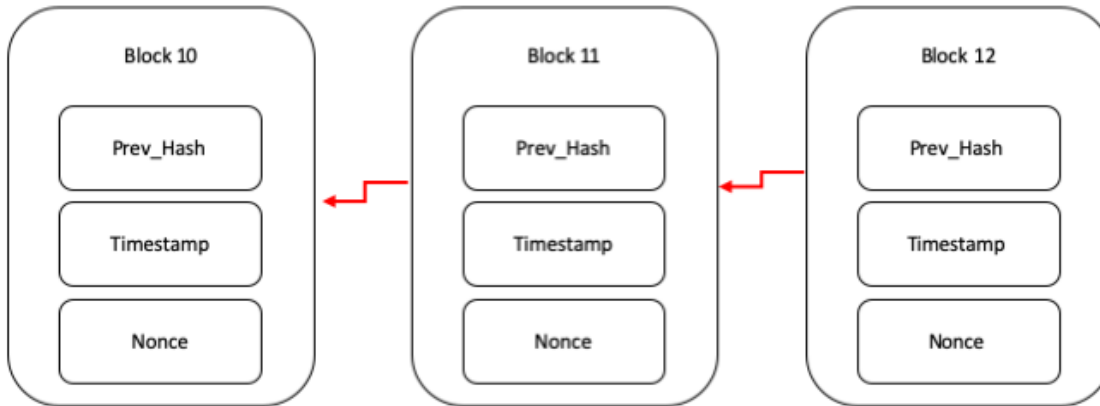 Block 10
Prev_Hash
Timestamp
Nonce
Block 11
Prev_Hash
Timestamp
Nonce
Block 12
Prev_Hash
Timestamp
Nonce